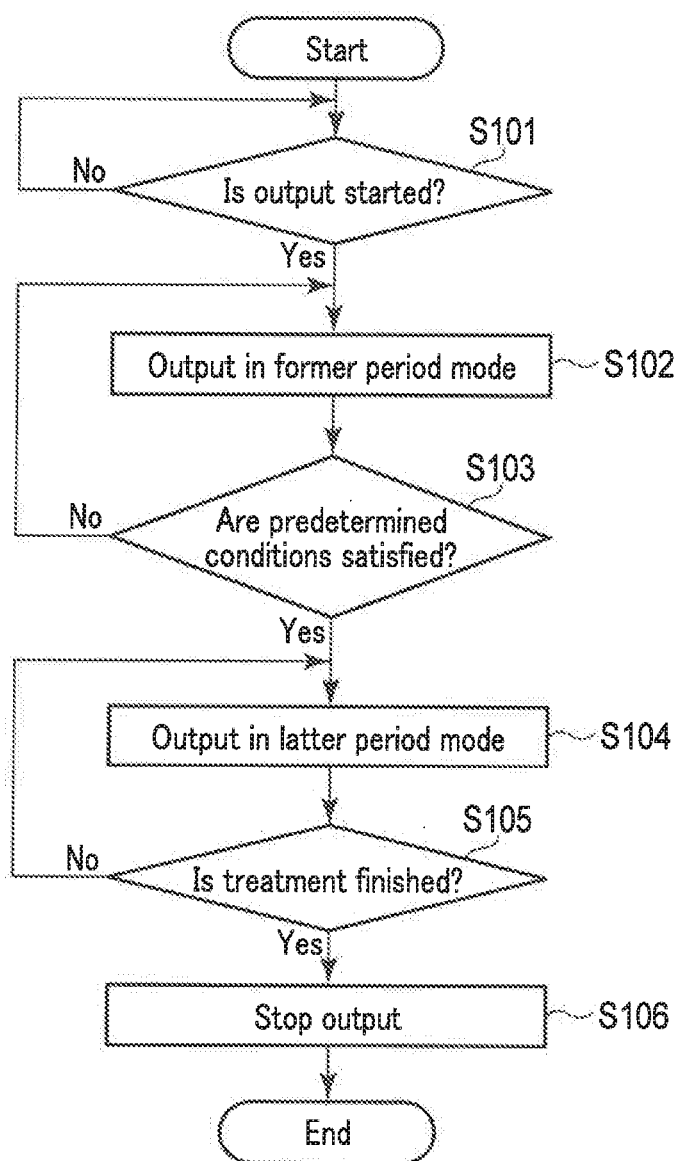 Start
S101
No
Is output started?
Yes
Output in former period mode
S102
S103
No
Are predetermined
conditions satisfied?
Yes
Output in latter period mode
S104
S105
No
Is treatment finished?
Yes
Stop output
S106
End